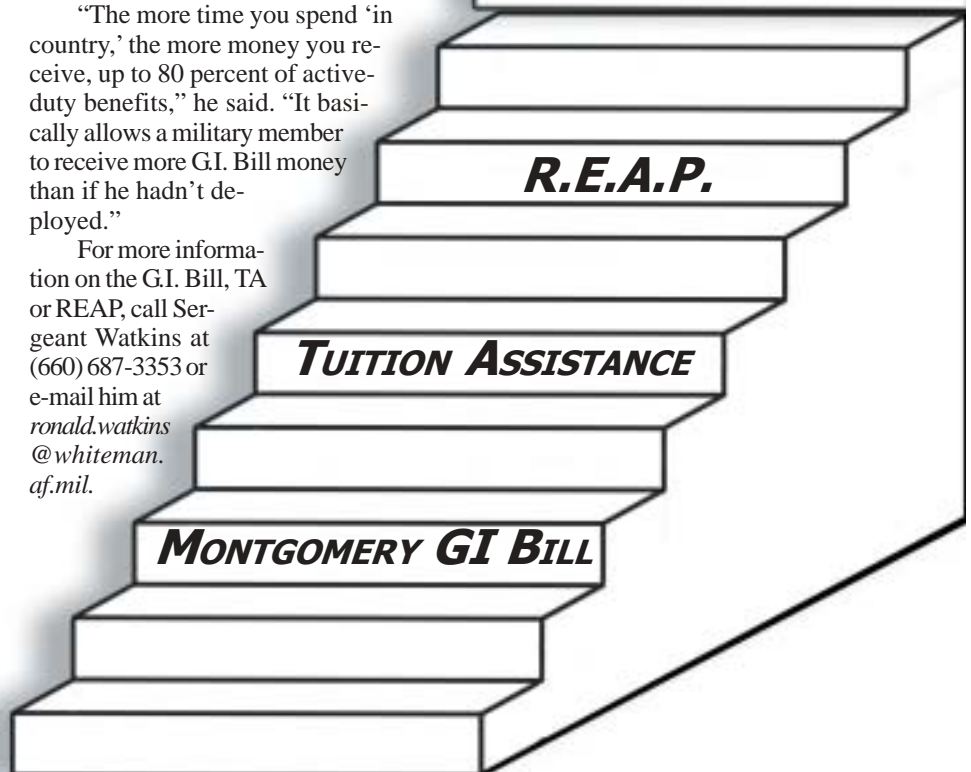 “The more time you spend ‘in
country,’ the more money you re-
ceive, up to 80 percent of active-
duty benefits,” he said. “It basi-
cally allows a military member
to receive more G.I. Bill money
than if he hadn’t de-
ployed.”
For more informa-
tion on the G.I. Bill, TA
or REAP, call Ser-
geant Watkins at
(660) 687-3353 or
e-mail him at
ronald.watkins
@whiteman.
af.mil.
R.E.A.P.
TUITION ASSISTANCE
MONTGOMERY GI BILL